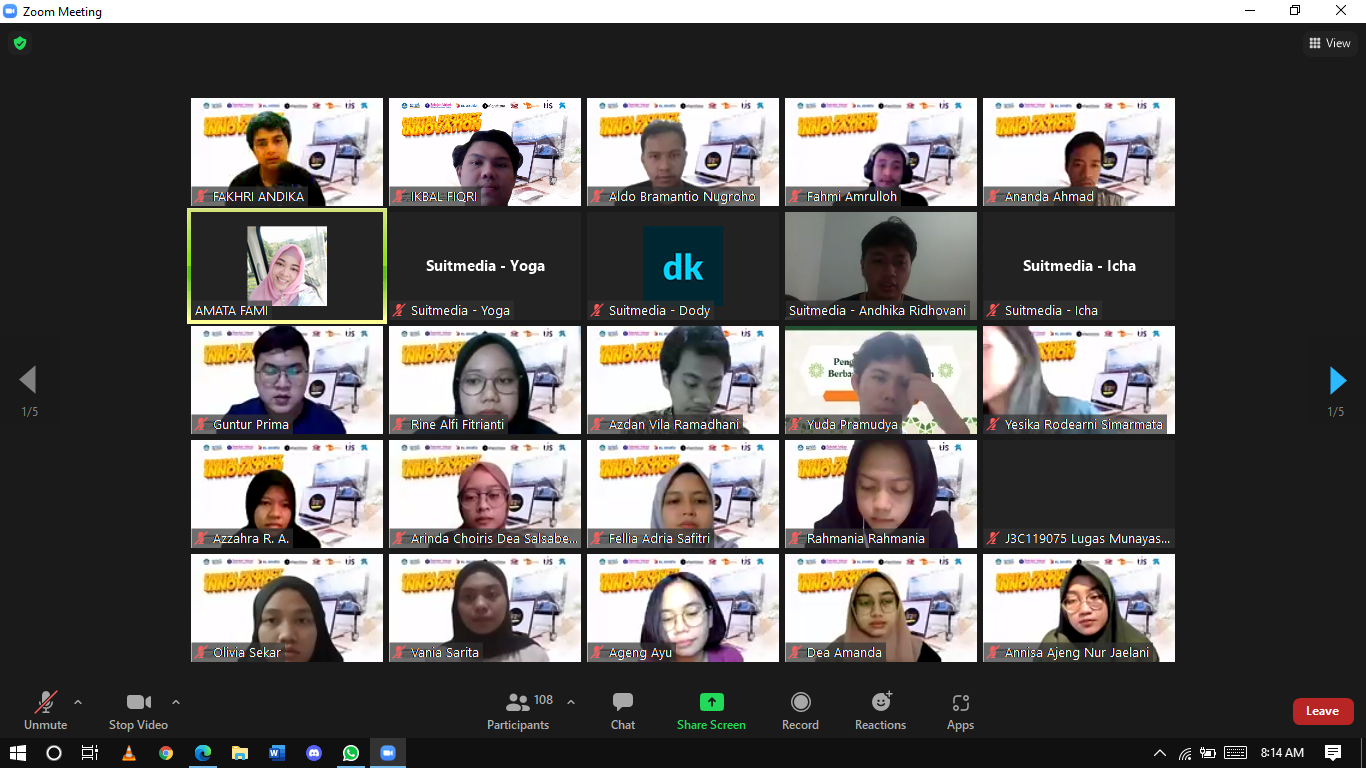 Zoom Meeting
View
FAKHRI ANDIKA
IKBAL FIQRI
Aldo Bramantio Nugroho
Fahmi Amrulloh
Ananda Ahmad
AMATA FAMI
Suitmedia - Yoga
Suitmedia - Yoga
dk
Suitmedia - Dody
Suitmedia - Andhika Ridhovani
Suitmedia - Icha
Suitmedia - Icha
1/5
1/5
Guntur Prima
Rine Alfi Fitrianti
Azdan Vila Ramadhani
Yuda Pramudya
Yesika Rodearni Simarmata
Azzahra R. A.
Arinda Choiris Dea Salsabe...
Fellia Adria Safitri
Rahmania Rahmania
J3C119075 Lugas Munayas...
Olivia Sekar
Vania Sarita
Ageng Ayu
Dea Amanda
Annisa Ajeng Nur Jaelani
Unmute
Stop Video
108
Participants
Chat
Share Screen
Record
Reactions
Apps
Leave
8:14 AM